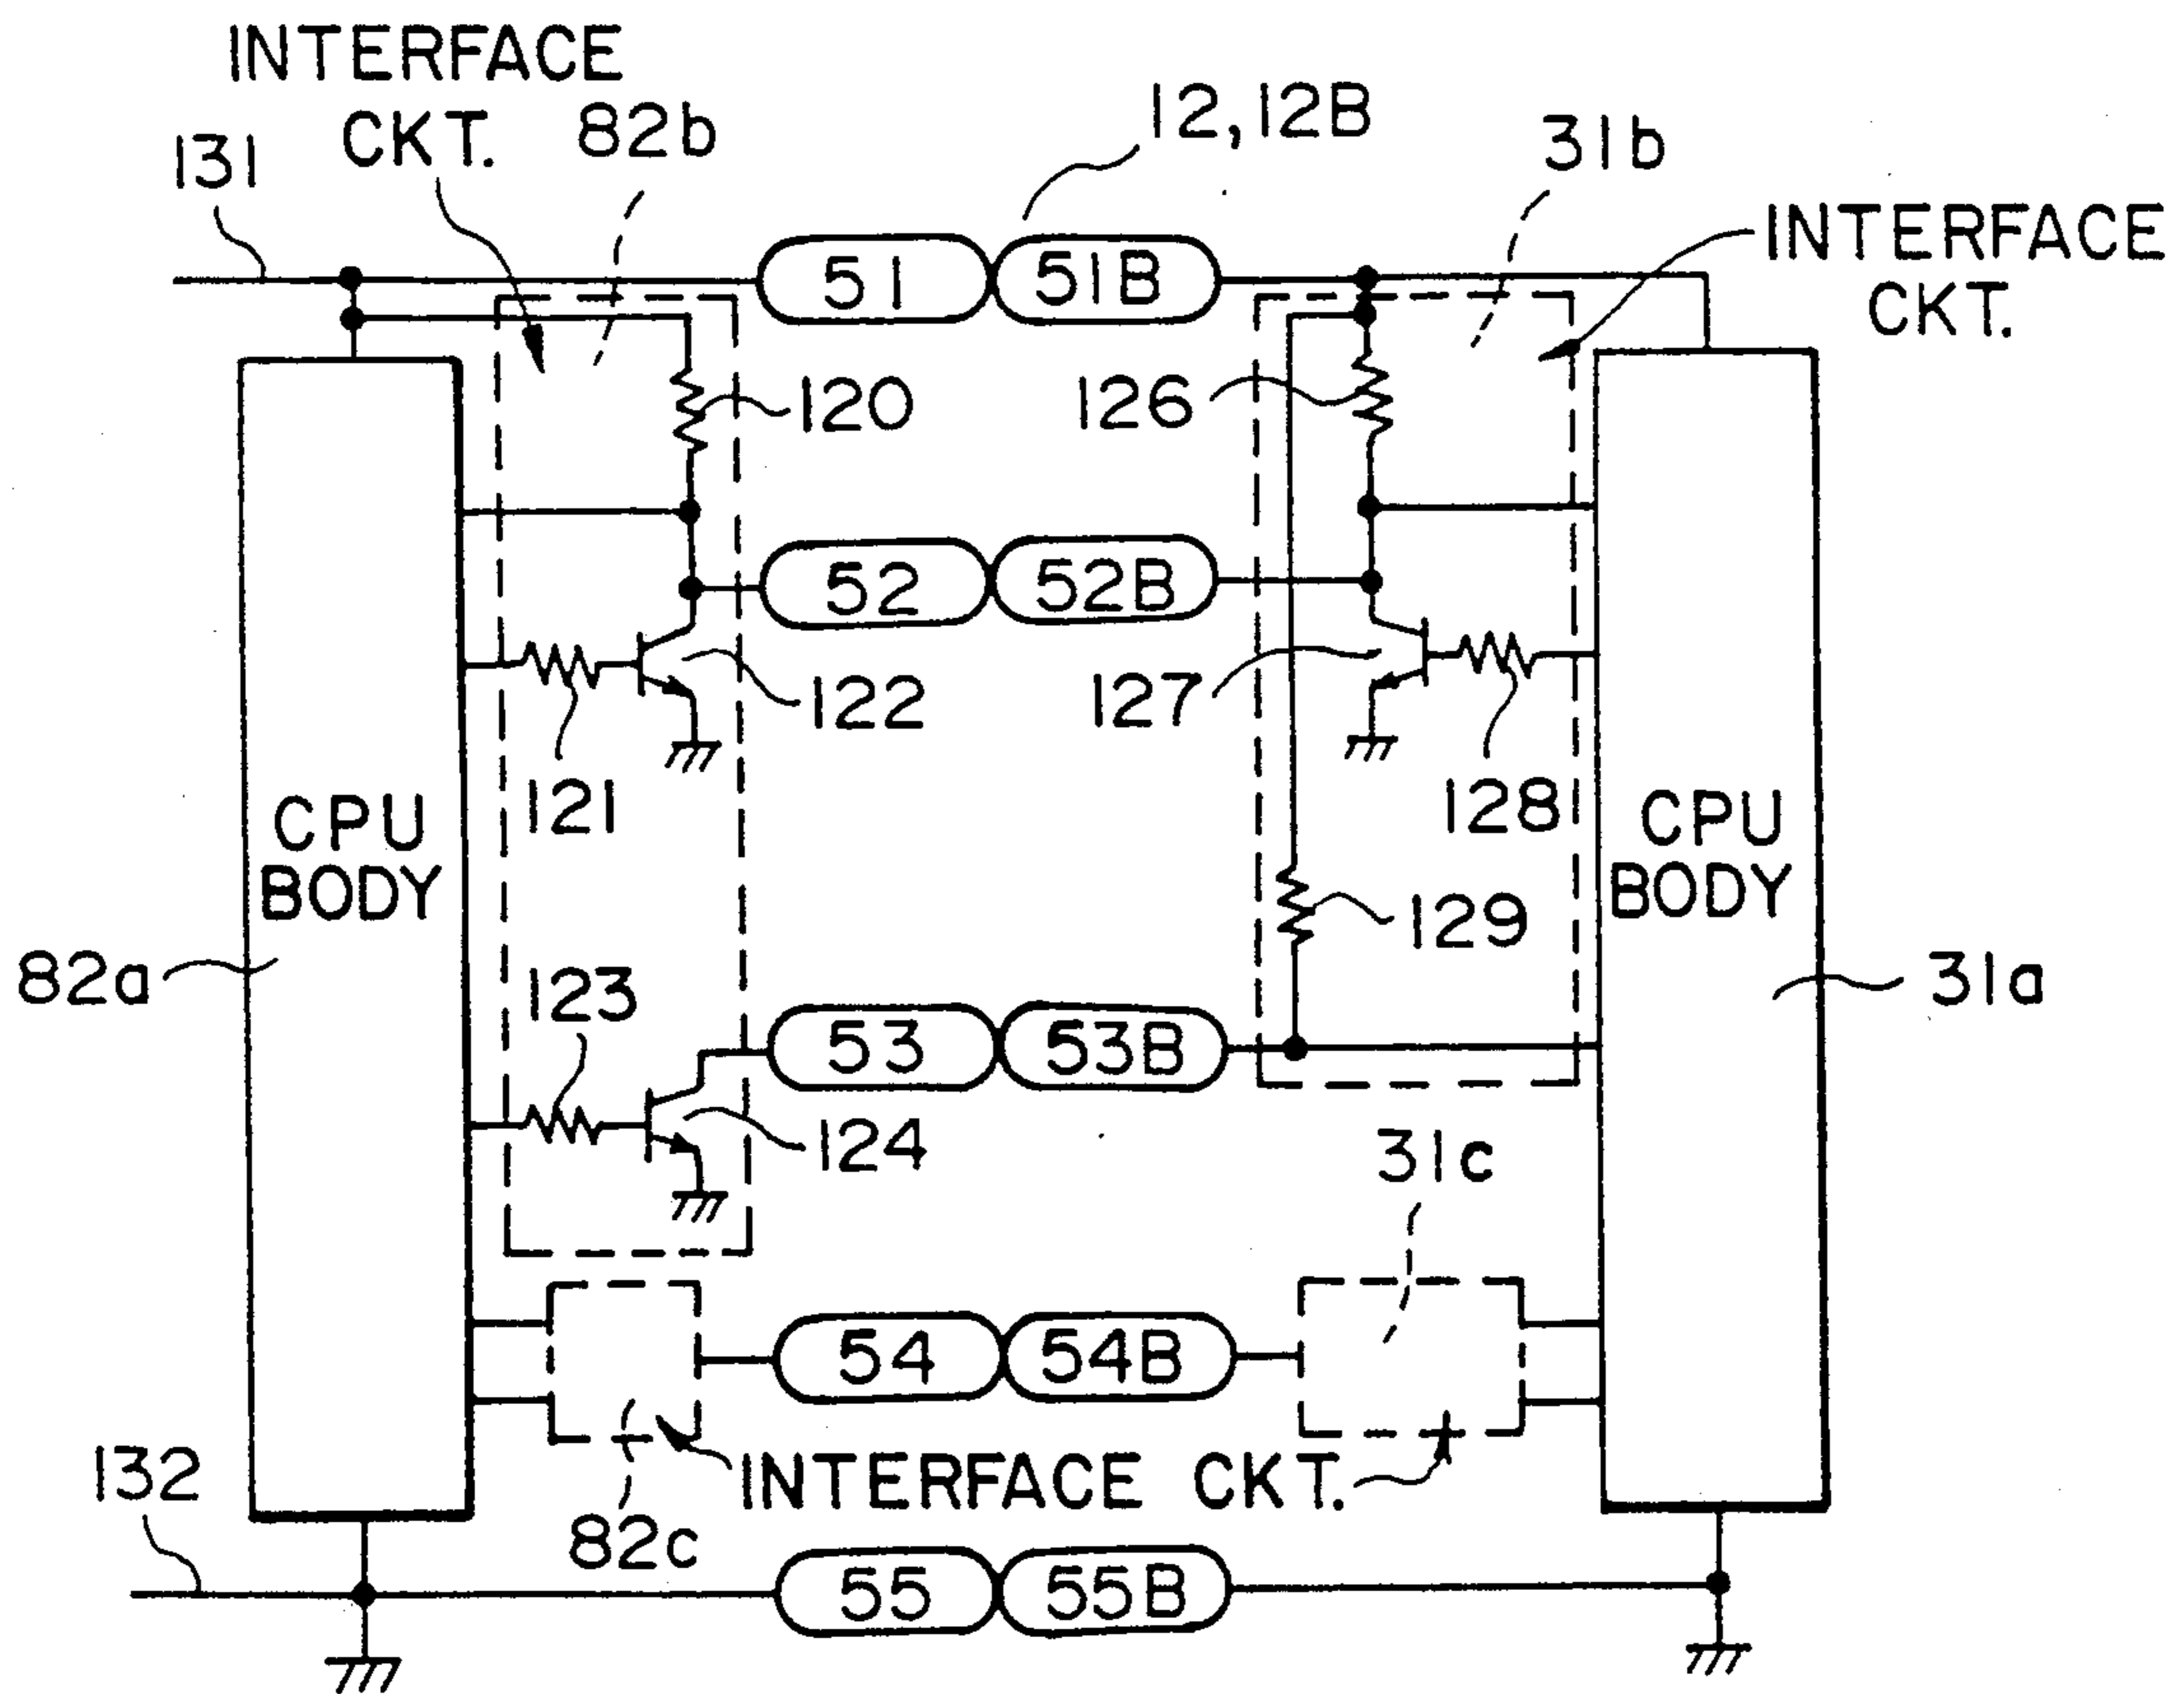 INTERFACE
CKT.
82b
12,12B
31b
131
INTERFACE
CKT.
51
51B
120
126
52
52B
122
127
121
128
CPU
BODY
CPU
BODY
129
82a
31a
123
53
53B
124
31c
54
54B
132
INTERFACE CKT.
82c
55
55B